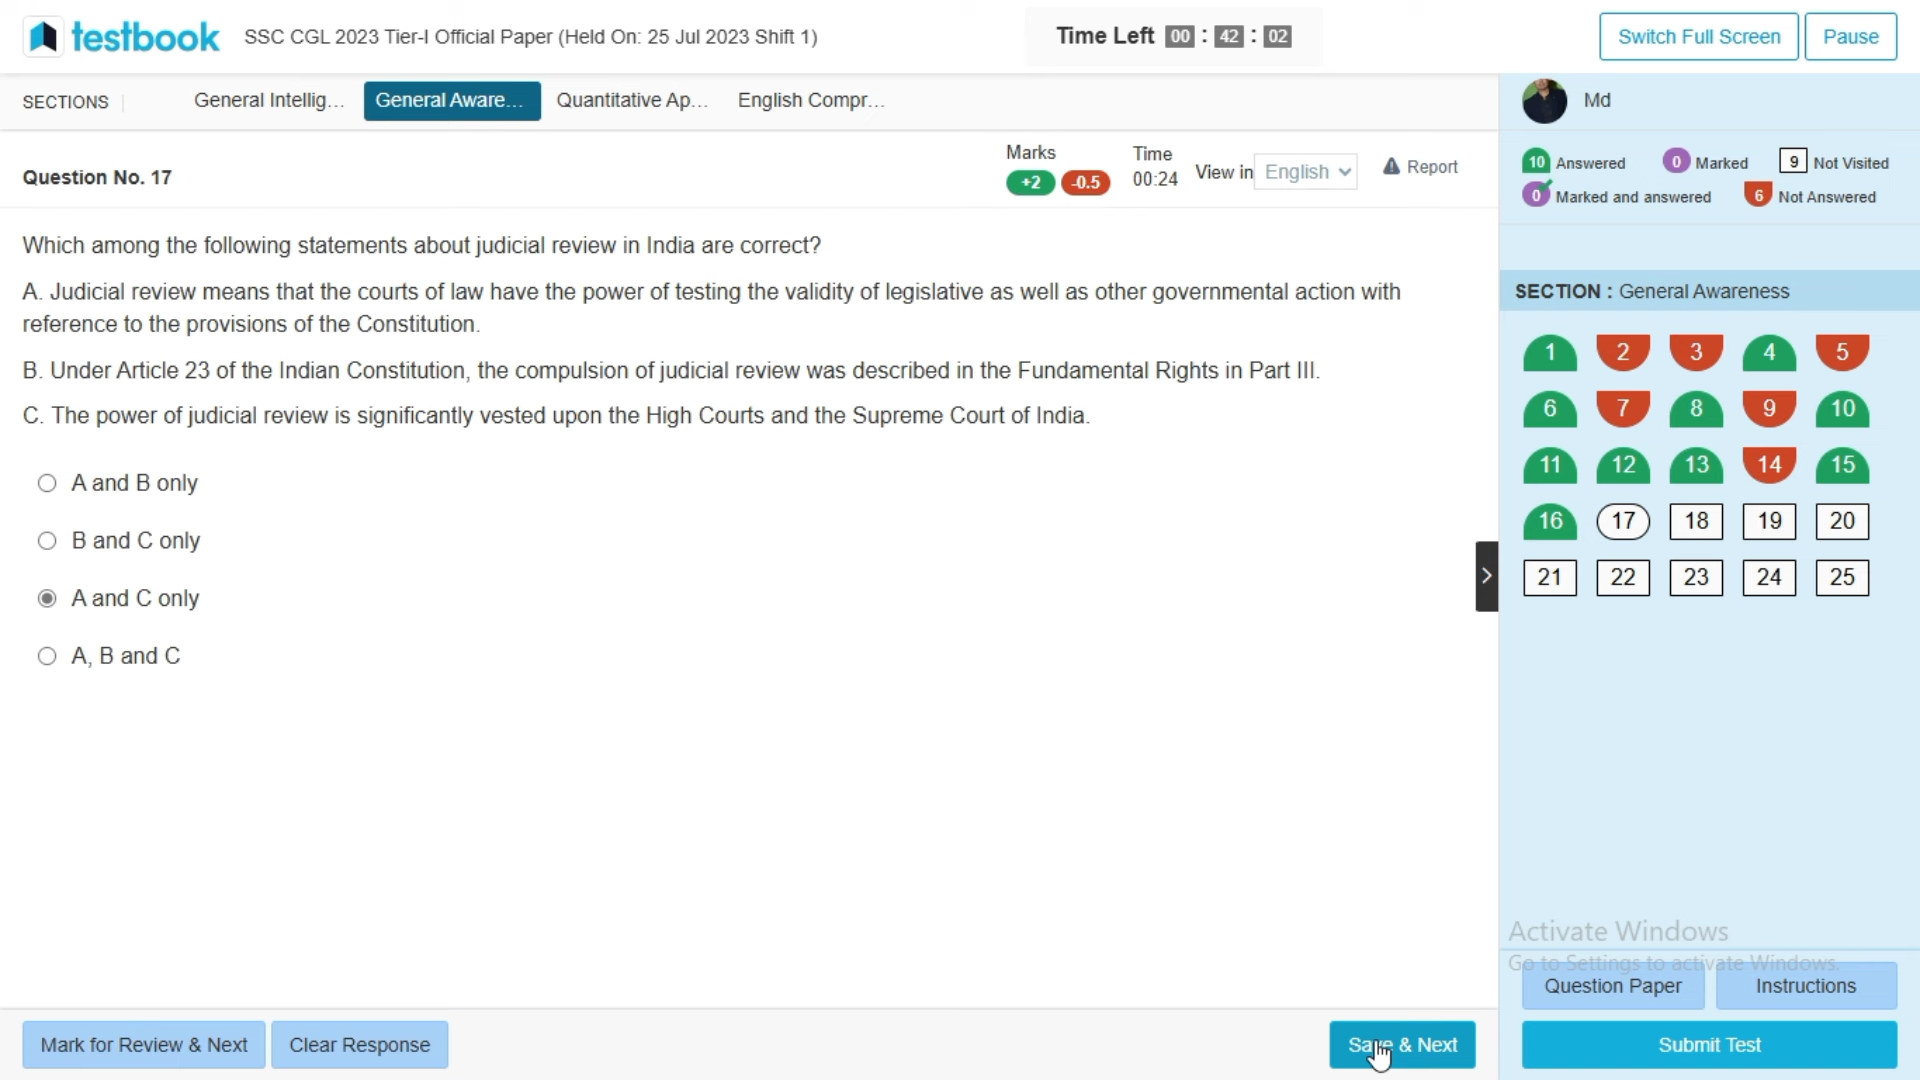 testbook
SSC CGL 2023 Tier-I Official Paper (Held On: 25 Jul 2023 Shift 1)
Time Left 00 : 42 : 02
Switch Full Screen
Pause
SECTIONS
General Intellig...
General Aware...
Quantitative Ap...
English Compr...
Md
Question No. 17
Marks
+2 -0.5
Time
00:24
View in English
Report
10 Answered
0 Marked
9 Not Visited
0 Marked and answered
6 Not Answered
Which among the following statements about judicial review in India are correct?
A. Judicial review means that the courts of law have the power of testing the validity of legislative as well as other governmental action with
reference to the provisions of the Constitution.
B. Under Article 23 of the Indian Constitution, the compulsion of judicial review was described in the Fundamental Rights in Part III.
C. The power of judicial review is significantly vested upon the High Courts and the Supreme Court of India.
A and B only
B and C only
A and C only
A, B and C
SECTION : General Awareness
1 2 3 4 5
6 7 8 9 10
11 12 13 14 15
16 17 18 19 20
21 22 23 24 25
Activate Windows
Go to Settings to activate Windows.
Question Paper
Instructions
Mark for Review & Next
Clear Response
Save & Next
Submit Test